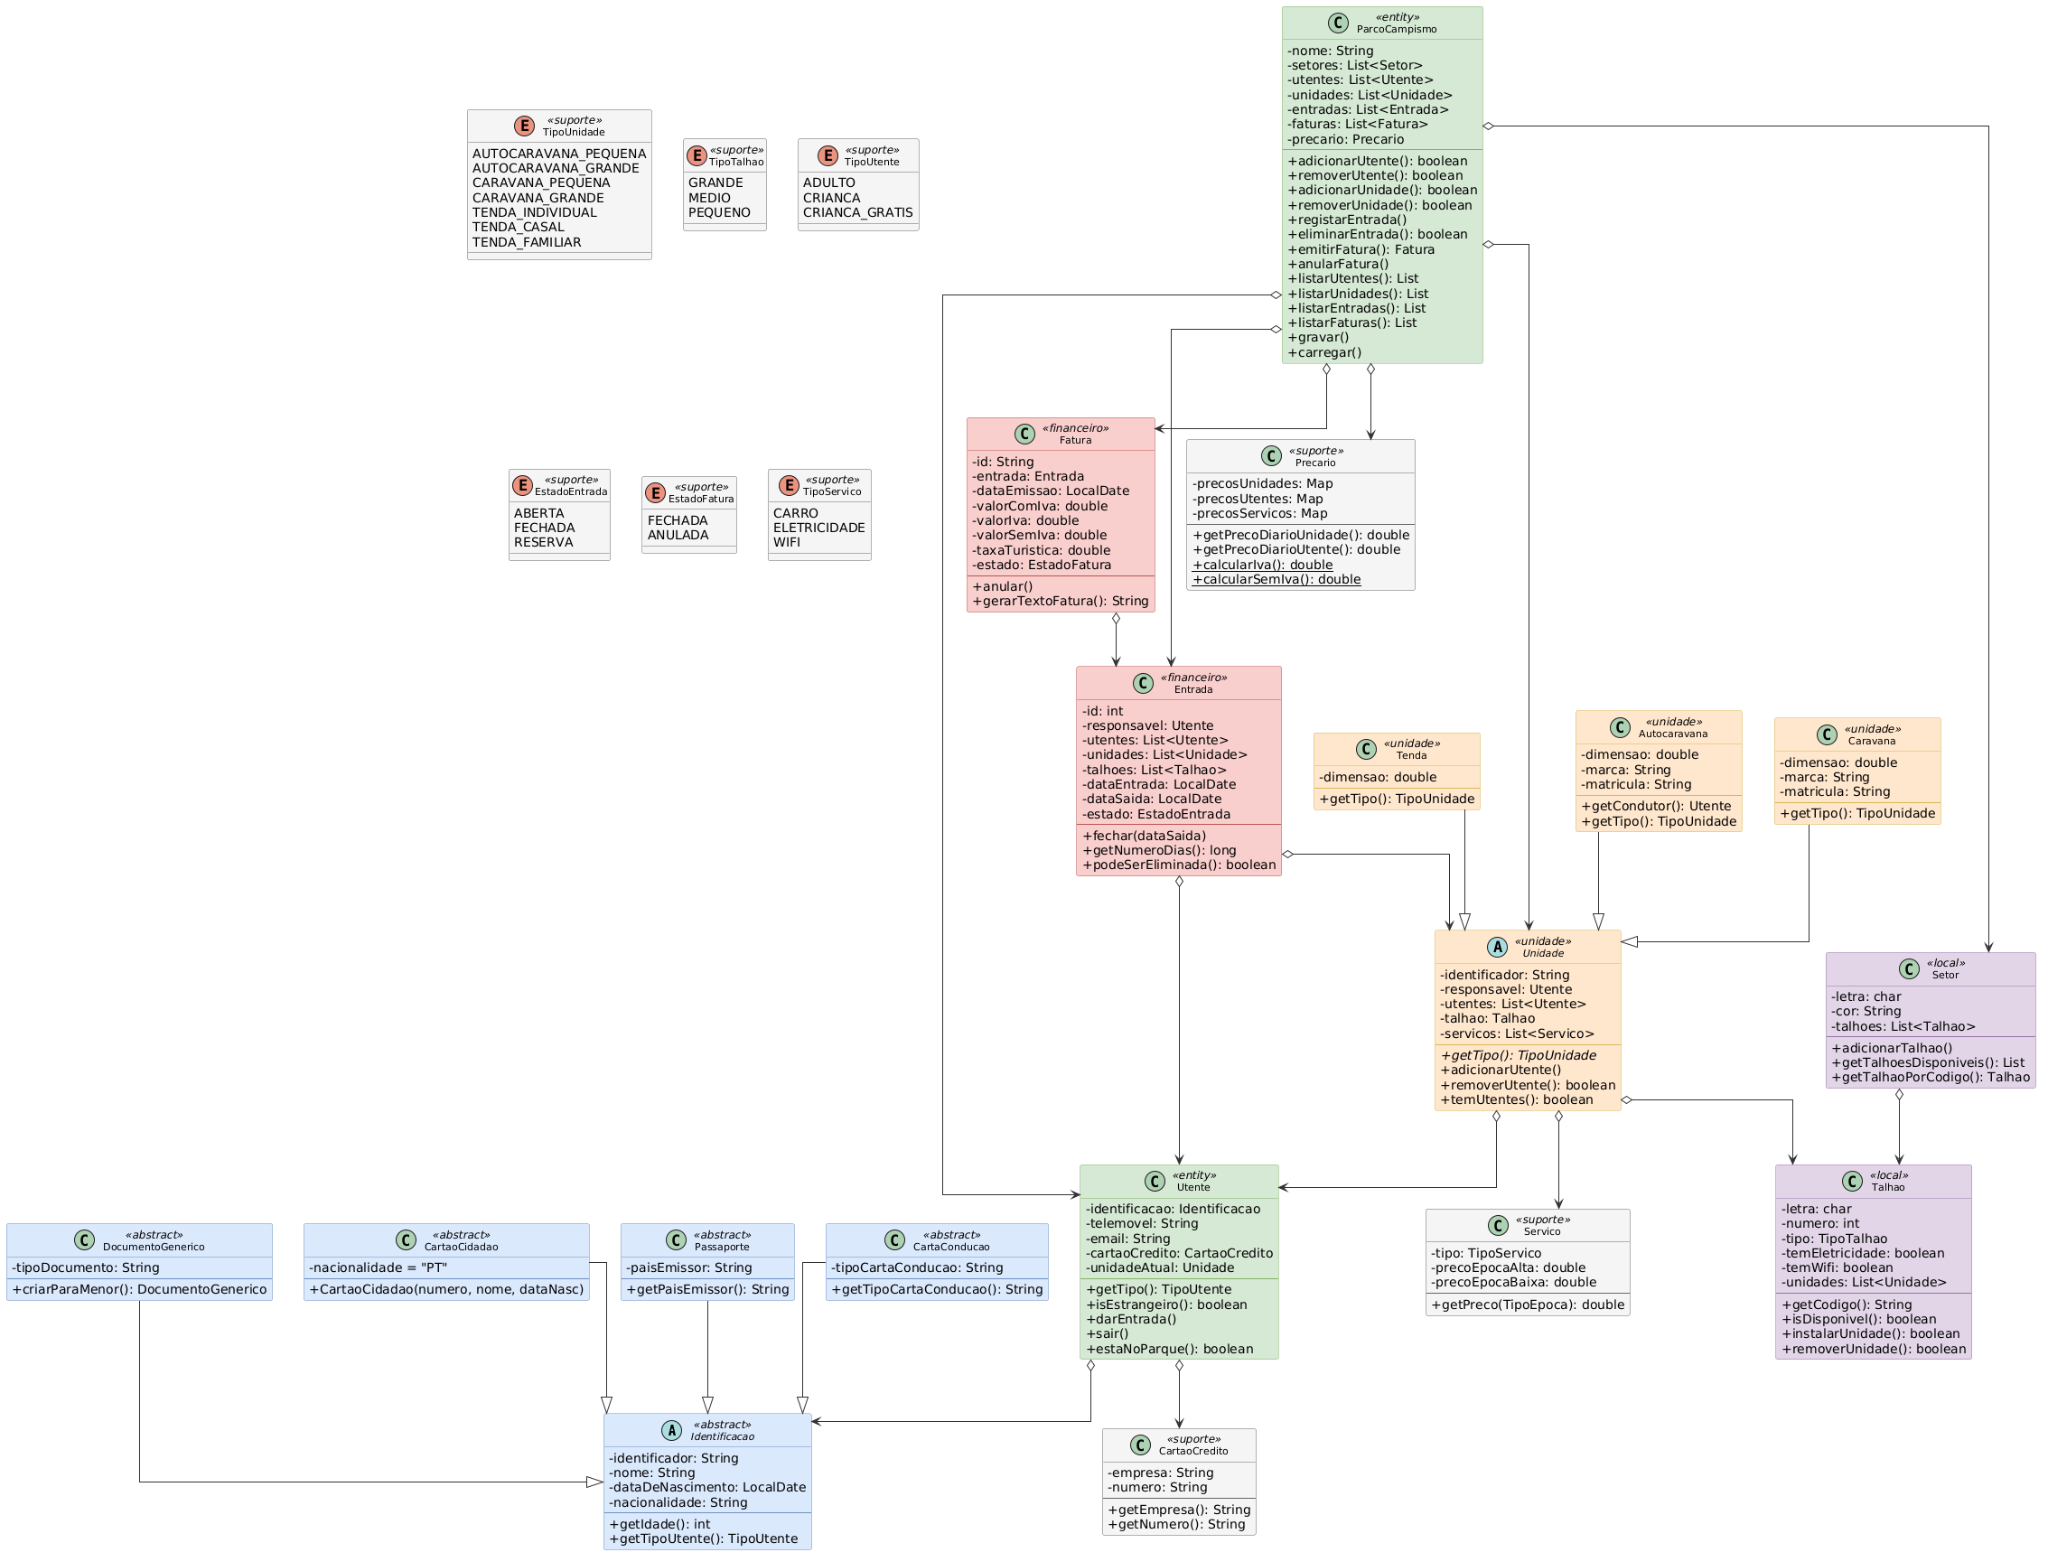 «entity»
ParcoCampismo
-nome: String
-setores: List<Setor>
-utentes: List<Utente>
-unidades: List<Unidade>
-entradas: List<Entrada>
-faturas: List<Fatura>
-precario: Precario
+adicionarUtente(): boolean
+removerUtente(): boolean
+adicionarUnidade(): boolean
+removerUnidade(): boolean
+registarEntrada()
+eliminarEntrada(): boolean
+emitirFatura(): Fatura
+anularFatura()
+listarUtentes(): List
+listarUnidades(): List
+listarEntradas(): List
+listarFaturas(): List
+gravar()
+carregar()
E «suporte»
TipoUnidade
AUTOCARAVANA_PEQUENA
AUTOCARAVANA_GRANDE
CARAVANA_PEQUENA
CARAVANA_GRANDE
TENDA_INDIVIDUAL
TENDA_CASAL
TENDA_FAMILIAR
E «suporte»
TipoTalhao
GRANDE
MEDIO
PEQUENO
E «suporte»
TipoUtente
ADULTO
CRIANCA
CRIANCA_GRATIS
C «financeiro»
Fatura
-id: String
-entrada: Entrada
-dataEmissao: LocalDate
-valorComIva: double
-valorIva: double
-valorSemIva: double
-taxaTuristica: double
-estado: EstadoFatura
+anular()
+gerarTextoFatura(): String
C «suporte»
Precario
-precosUnidades: Map
-precosUtentes: Map
-precosServicos: Map
+getPrecoDiarioUnidade(): double
+getPrecoDiarioUtente(): double
+calcularIva(): double
+calcularSemIva(): double
E «suporte»
EstadoEntrada
ABERTA
FECHADA
RESERVA
E «suporte»
EstadoFatura
FECHADA
ANULADA
E «suporte»
TipoServico
CARRO
ELETRICIDADE
WIFI
C «financeiro»
Entrada
-id: int
-responsavel: Utente
-utentes: List<Utente>
-unidades: List<Unidade>
-talhoes: List<Talhao>
-dataEntrada: LocalDate
-dataSaida: LocalDate
-estado: EstadoEntrada
+fechar(dataSaida)
+getNumeroDias(): long
+podeSerEliminada(): boolean
C «unidade»
Tenda
-dimensao: double
+getTipo(): TipoUnidade
C «unidade»
Autocaravana
-dimensao: double
-marca: String
-matricula: String
+getCondutor(): Utente
+getTipo(): TipoUnidade
C «unidade»
Caravana
-dimensao: double
-marca: String
-matricula: String
+getTipo(): TipoUnidade
A «unidade»
Unidade
-identificador: String
-responsavel: Utente
-utentes: List<Utente>
-talhao: Talhao
-servicos: List<Servico>
+getTipo(): TipoUnidade
+adicionarUtente()
+removerUtente(): boolean
+temUtentes(): boolean
C «local»
Setor
-letra: char
-cor: String
-talhoes: List<Talhao>
+adicionarTalhao()
+getTalhoesDisponiveis(): List
+getTalhaoPorCodigo(): Talhao
C «entity»
Utente
-identificacao: Identificacao
-telemovel: String
-email: String
-cartaoCredito: CartaoCredito
-unidadeAtual: Unidade
+getTipo(): TipoUtente
+isEstrangeiro(): boolean
+darEntrada()
+sair()
+estaNoParque(): boolean
C «suporte»
Servico
-tipo: TipoServico
-precoEpocaAlta: double
-precoEpocaBaixa: double
+getPreco(TipoEpoca): double
C «local»
Talhao
-letra: char
-numero: int
-tipo: TipoTalhao
-temEletricidade: boolean
-temWifi: boolean
-unidades: List<Unidade>
+getCodigo(): String
+isDisponivel(): boolean
+instalarUnidade(): boolean
+removerUnidade(): boolean
C «abstract»
DocumentoGenerico
-tipoDocumento: String
+criarParaMenor(): DocumentoGenerico
C «abstract»
CartaoCidadao
-nacionalidade = "PT"
+CartaoCidadao(numero, nome, dataNasc)
C «abstract»
Passaporte
-paisEmissor: String
+getPaisEmissor(): String
C «abstract»
CartaConducao
-tipoCartaConducao: String
+getTipoCartaConducao(): String
A «abstract»
Identificacao
-identificador: String
-nome: String
-dataDeNascimento: LocalDate
-nacionalidade: String
+getIdade(): int
+getTipoUtente(): TipoUtente
C «suporte»
CartaoCredito
-empresa: String
-numero: String
+getEmpresa(): String
+getNumero(): String